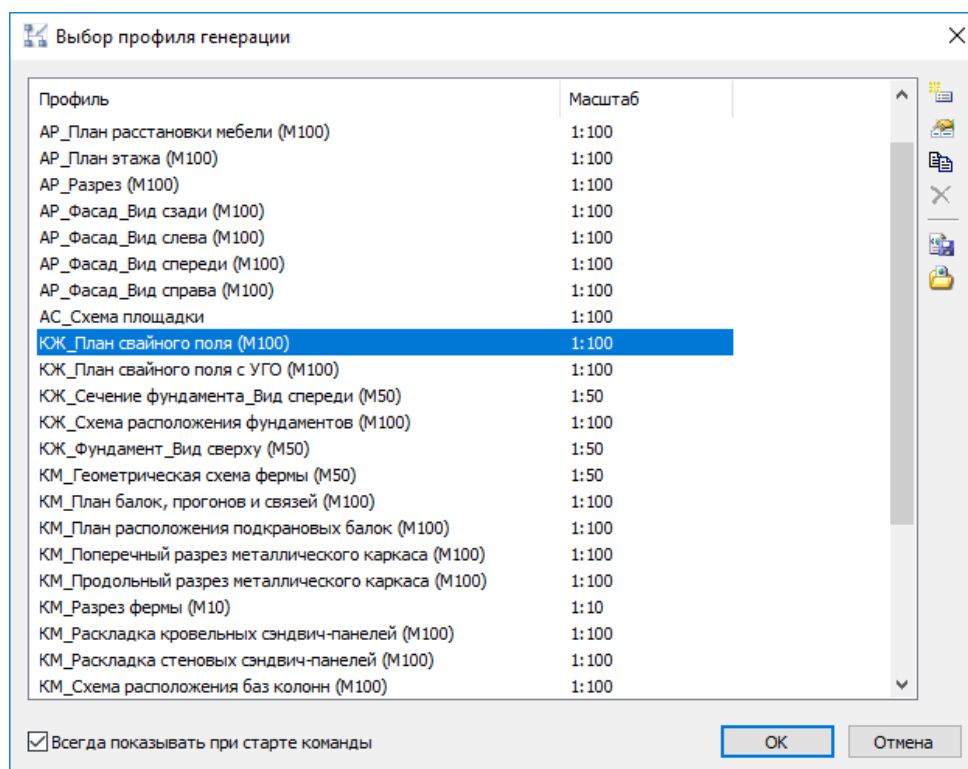 Выбор профиля генерации
Профиль Масштаб
АР_План расстановки мебели (М100) 1:100
АР_План этажа (М100) 1:100
АР_Разрез (М100) 1:100
АР_Фасад_Вид сзади (М100) 1:100
АР_Фасад_Вид слева (М100) 1:100
АР_Фасад_Вид спереди (М100) 1:100
АР_Фасад_Вид справа (М100) 1:100
АС_Схема площадки 1:100
КЖ_План свайного поля (М100) 1:100
КЖ_План свайного поля с УГО (М100) 1:100
КЖ_Сечение фундамента_Вид спереди (М50) 1:50
КЖ_Схема расположения фундаментов (М100) 1:100
КЖ_Фундамент_Вид сверху (М50) 1:50
КМ_Геометрическая схема фермы (М50) 1:50
КМ_План балок, прогонов и связей (М100) 1:100
КМ_План расположения подкрановых балок (М100) 1:100
КМ_Поперечный разрез металлического каркаса (М100) 1:100
КМ_Продольный разрез металлического каркаса (М100) 1:100
КМ_Разрез фермы (М10) 1:10
КМ_Раскладка кровельных сэндвич-панелей (М100) 1:100
КМ_Раскладка стеновых сэндвич-панелей (М100) 1:100
КМ_Схема расположения баз колонн (М100) 1:100
Всегда показывать при старте команды ОК Отмена